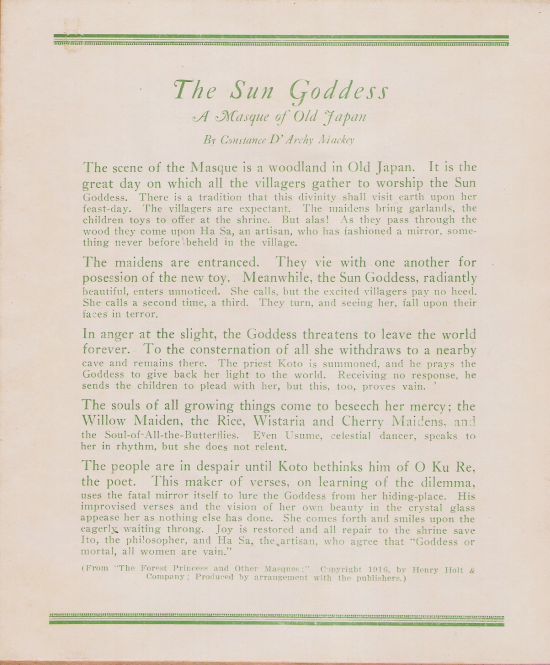 The Sun Goddess
A Masque of Old Japan
By Constance D'Archy Mackey
The scene of the Masque is a woodland in Old Japan. It is the
great day on which all the villagers gather to worship the Sun
Goddess. There is a tradition that this divinity shall visit earth upon her
feast-day. The villagers are expectant. The maidens bring garlands, the
children toys to offer at the shrine. But alas! As they pass through the
wood they come upon Ha Sa, an artisan, who has fashioned a mirror, some-
thing never before beheld in the village.
The maidens are entranced. They vie with one another for
posession of the new toy. Meanwhile, the Sun Goddess, radiantly
beautiful, enters unnoticed. She calls, but the excited villagers pay no heed.
She calls a second time, a third. They turn, and seeing her, fall upon their
faces in terror.
In anger at the slight, the Goddess threatens to leave the world
forever. To the consternation of all she withdraws to a nearby
cave and remains there. The priest Koto is summoned, and he prays the
Goddess to give back her light to the world. Receiving no response, he
sends the children to plead with her, but this, too, proves vain.
The souls of all growing things come to beseech her mercy; the
Willow Maiden, the Rice, Wistaria and Cherry Maidens, and
the Soul-of-All-the-Butterflies. Even Usume, celestial dancer, speaks to
her in rhythm, but she does not relent.
The people are in despair until Koto bethinks him of O Ku Re,
the poet. This maker of verses, on learning of the dilemma,
uses the fatal mirror itself to lure the Goddess from her hiding-place. His
improvised verses and the vision of her own beauty in the crystal glass
appease her as nothing else has done. She comes forth and smiles upon the
eagerly waiting throng. Joy is restored and all repair to the shrine save
Ito, the philosopher, and Ha Sa, the artisan, who agree that "Goddess or
mortal, all women are vain."
(From "The Forest Princess and Other Masques;" Copyright 1916, by Henry Holt &
Company; Produced by arrangement with the publishers.)